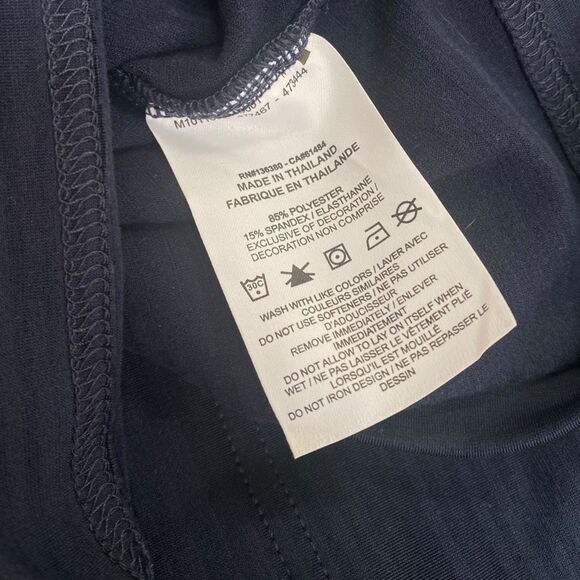 RN#136380 - CA#61484
MADE IN THAILAND
FABRIQUE EN THAILANDE
85% POLYESTER
15% SPANDEX / ELASTHANNE
EXCLUSIVE OF DECORATION /
DECORATION NON COMPRISE
30C
WASH WITH LIKE COLORS / LAVER AVEC
COULEURS SIMILAIRES
DO NOT USE SOFTENERS / NE PAS UTILISER
D'ADOUCISSEUR
REMOVE IMMEDIATELY / ENLEVER
IMMEDIATEMENT
DO NOT ALLOW TO LAY ON ITSELF WHEN
WET / NE PAS LAISSER LE VÊTEMENT PLIÉ
LORSQU'IL EST MOUILLÉ
DO NOT IRON DESIGN / NE PAS REPASSER LE
DESSIN